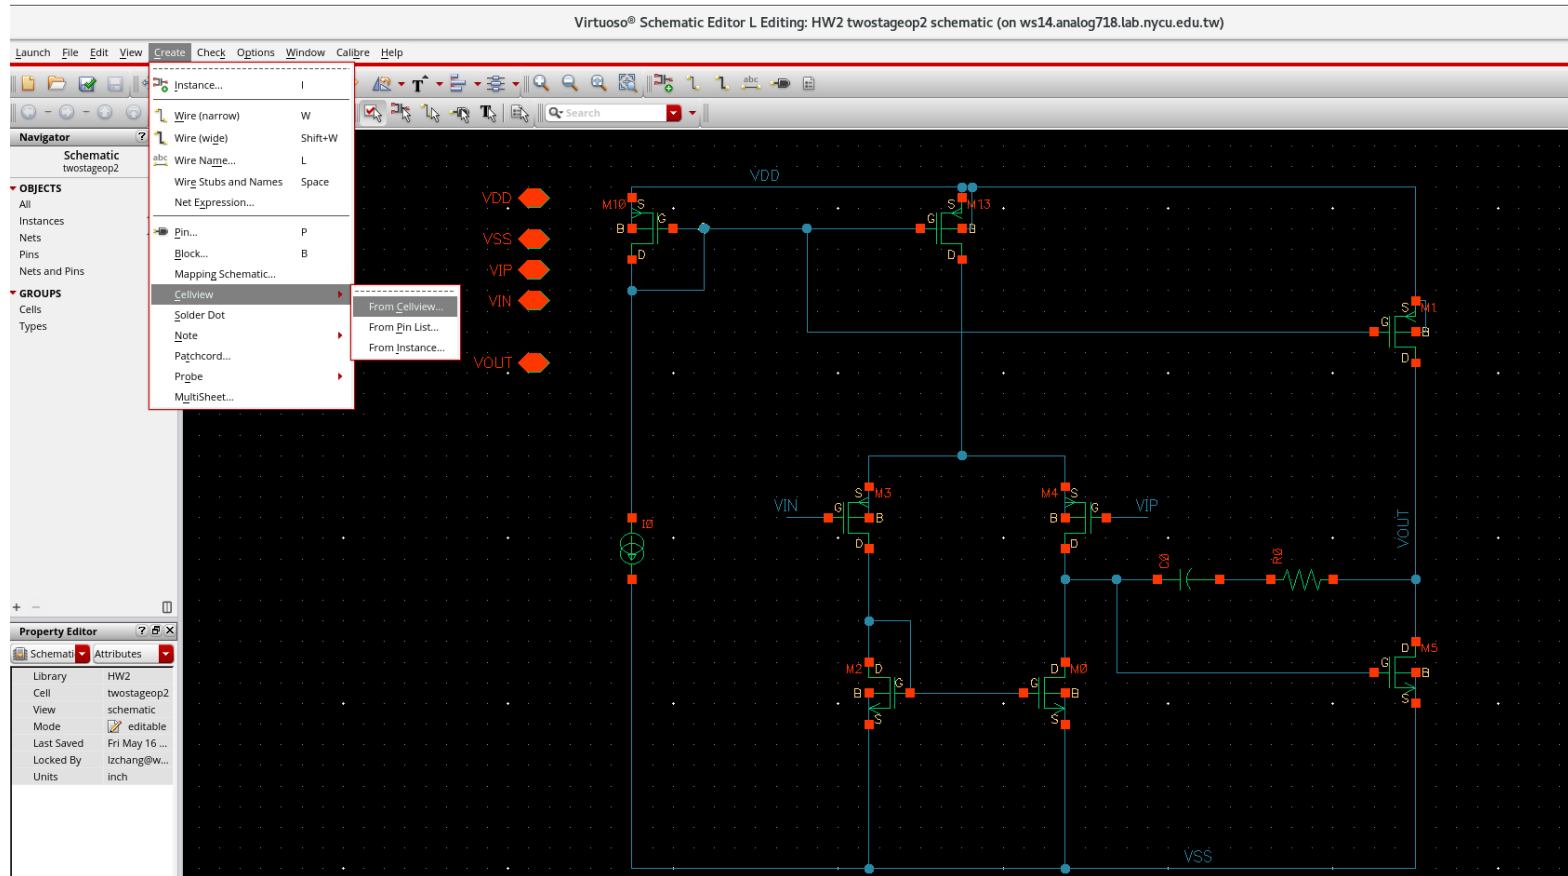 Virtuoso® Schematic Editor L Editing: HW2 twostageop2 schematic (on ws14.analog718.lab.nycu.edu.tw)
Launch File Edit View Create Check Options Window Calibre Help
Instance... I
Wire (narrow) W
Wire (wide) Shift+W
Wire Name... L
Wire Stubs and Names Space
Net Expression...
Pin... P
Block... B
Mapping Schematic...
Cellview
Solder Dot
Note
Patchcord...
Probe
MultiSheet...
From Cellview...
From Pin List...
From Instance...
abc
Search
Navigator ?
Schematic
twostageop2
OBJECTS
All
Instances
Nets
Pins
Nets and Pins
GROUPS
Cells
Types
Property Editor ?
Schemati Attributes
Library HW2
Cell twostageop2
View schematic
Mode editable
Last Saved Fri May 16 ...
Locked By lzchang@w...
Units inch
VDD
VSS
VIP
VIN
VOUT
VDD
M10 S G B D
M13 S G B D
M1 S G B D
I0
VIN M3 S G B D
M4 S G B D VIP
C0
R0
VOUT
M2 D G B S
M0 D G B S
M5 D G B S
VSS